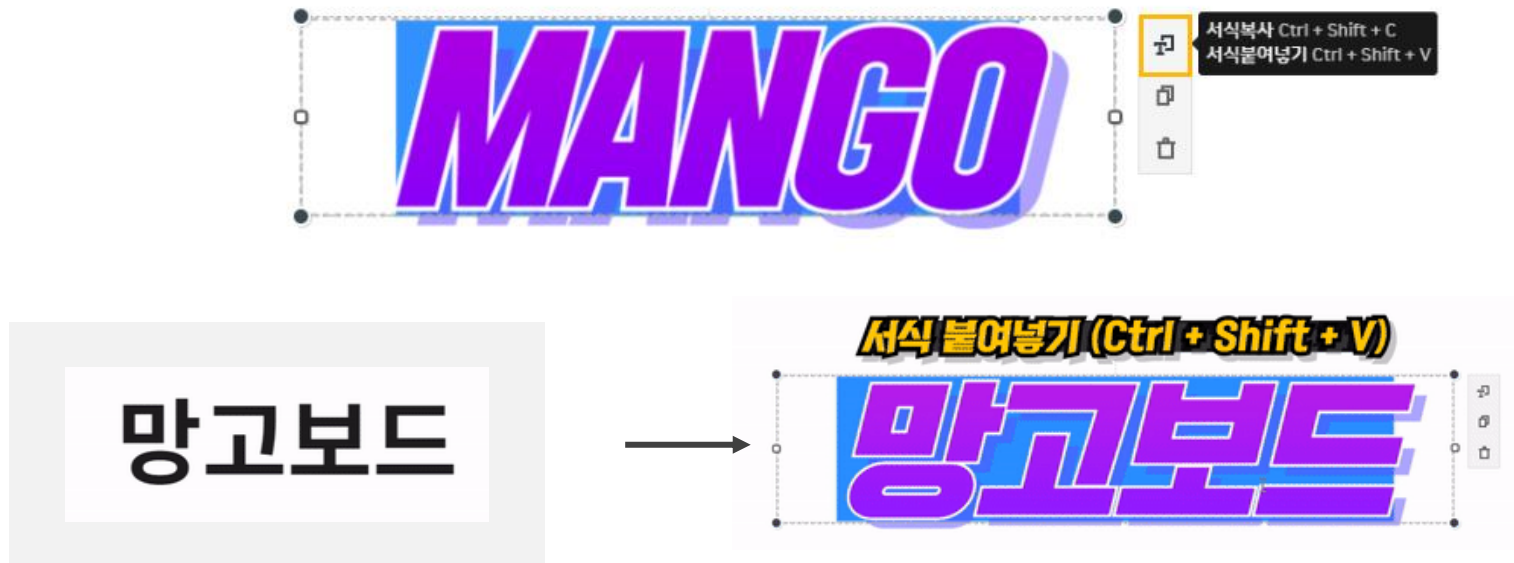 MANGO
서식복사 Ctrl + Shift + C
서식붙여넣기 Ctrl + Shift + V
서식 붙여넣기 (Ctrl + Shift + V)
망고보드
망고보드